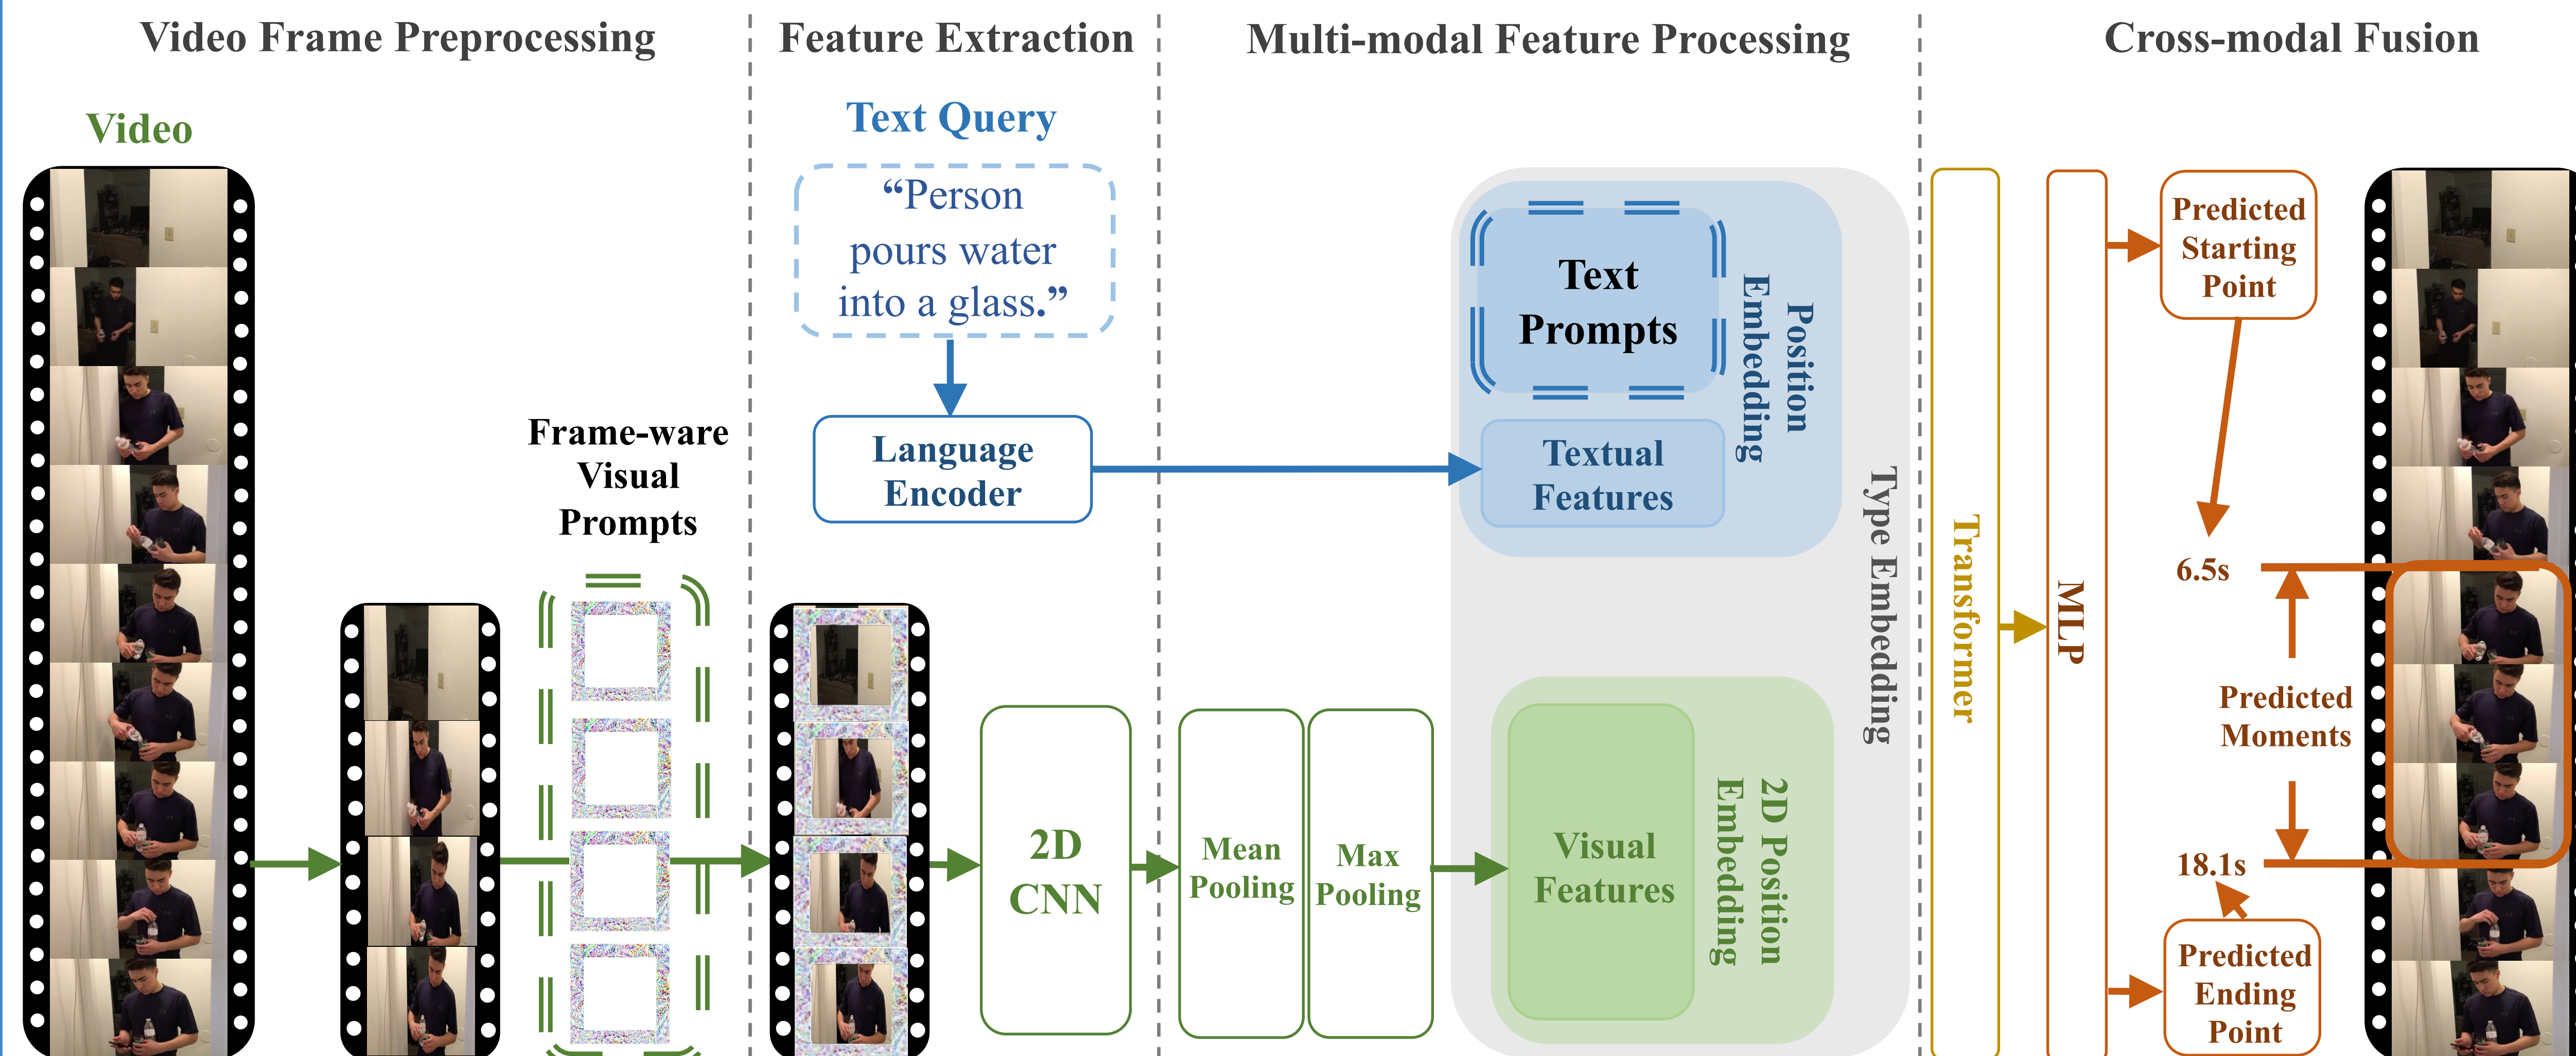 Video Frame Preprocessing
Feature Extraction
Multi-modal Feature Processing
Cross-modal Fusion
Video
Frame-ware
Visual
Prompts
Text Query
“Person
pours water
into a glass.”
Language
Encoder
2D
CNN
Mean
Pooling
Max
Pooling
Text
Prompts
Position
Embedding
Textual
Features
Visual
Features
2D Position
Embedding
Type Embedding
Transformer
MLP
Predicted
Starting
Point
6.5s
Predicted
Moments
18.1s
Predicted
Ending
Point